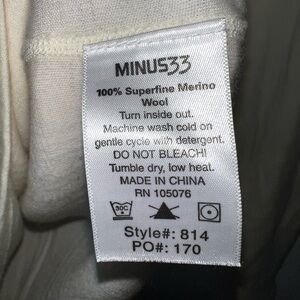 MINUS33
100% Superfine Merino
Wool
Turn inside out.
Machine wash cold on
gentle cycle with detergent.
DO NOT BLEACH!
Tumble dry, low heat.
MADE IN CHINA
RN 105076
30C
Style#: 814
PO#: 170